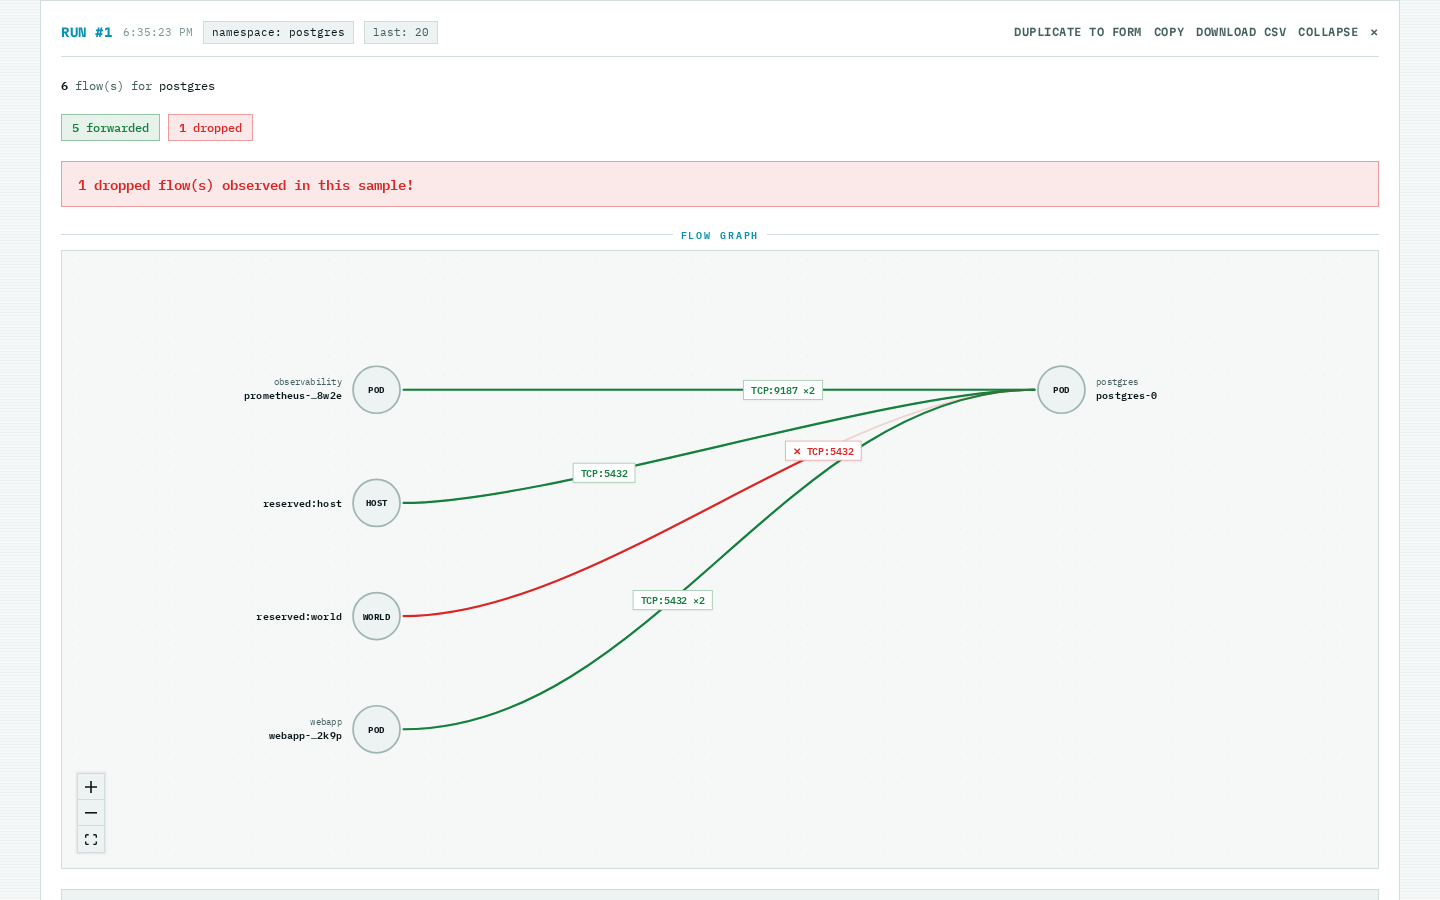 RUN #1 6:35:23 PM namespace: postgres last: 20 DUPLICATE TO FORM COPY DOWNLOAD CSV COLLAPSE ×
6 flow(s) for postgres
5 forwarded 1 dropped
1 dropped flow(s) observed in this sample!
FLOW GRAPH
observability
prometheus-…8w2e
POD
TCP:9187 ×2
POD
postgres
postgres-0
× TCP:5432
TCP:5432
reserved:host
HOST
TCP:5432 ×2
reserved:world
WORLD
webapp
webapp-…2k9p
POD